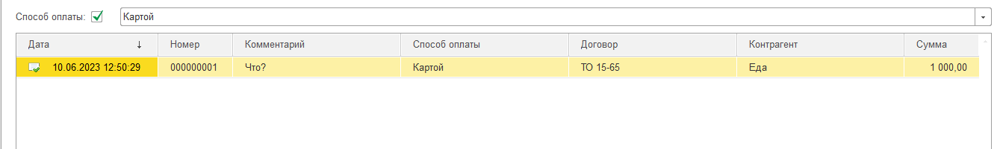 Способ оплаты: Картой
Дата Номер Комментарий Способ оплаты Договор Контрагент Сумма
10.06.2023 12:50:29 000000001 Что? Картой ТО 15-65 Еда 1 000,00